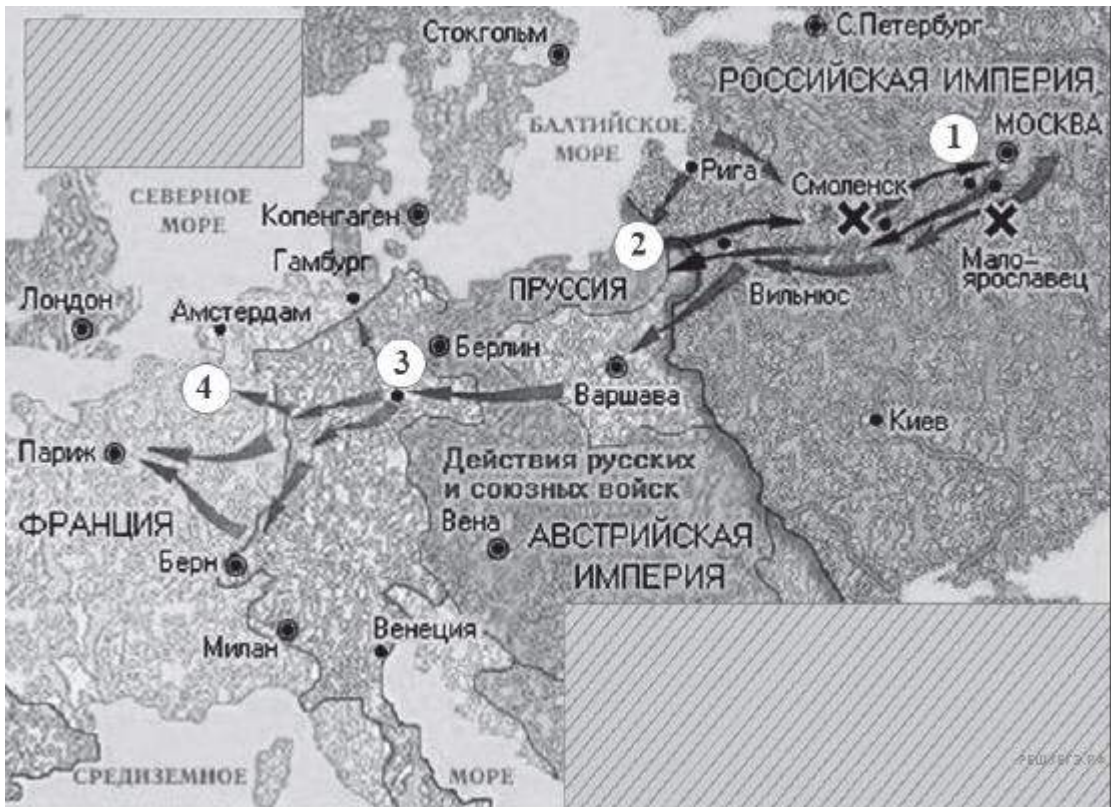 Стокгольм
С.Петербург
РОССИЙСКАЯ ИМПЕРИЯ
БАЛТИЙСКОЕ
МОРЕ
1
МОСКВА
Рига
Смоленск
СЕВЕРНОЕ
МОРЕ
Копенгаген
2
Мало-
ярославец
Гамбург
ПРУССИЯ
Вильнюс
Лондон
Амстердам
Берлин
3
4
Варшава
Киев
Париж
Действия русских
и союзных войск
ФРАНЦИЯ
Вена
АВСТРИЙСКАЯ
ИМПЕРИЯ
Берн
Милан
Венеция
СРЕДИЗЕМНОЕ
МОРЕ
РЕШУЕГЭ.РФ